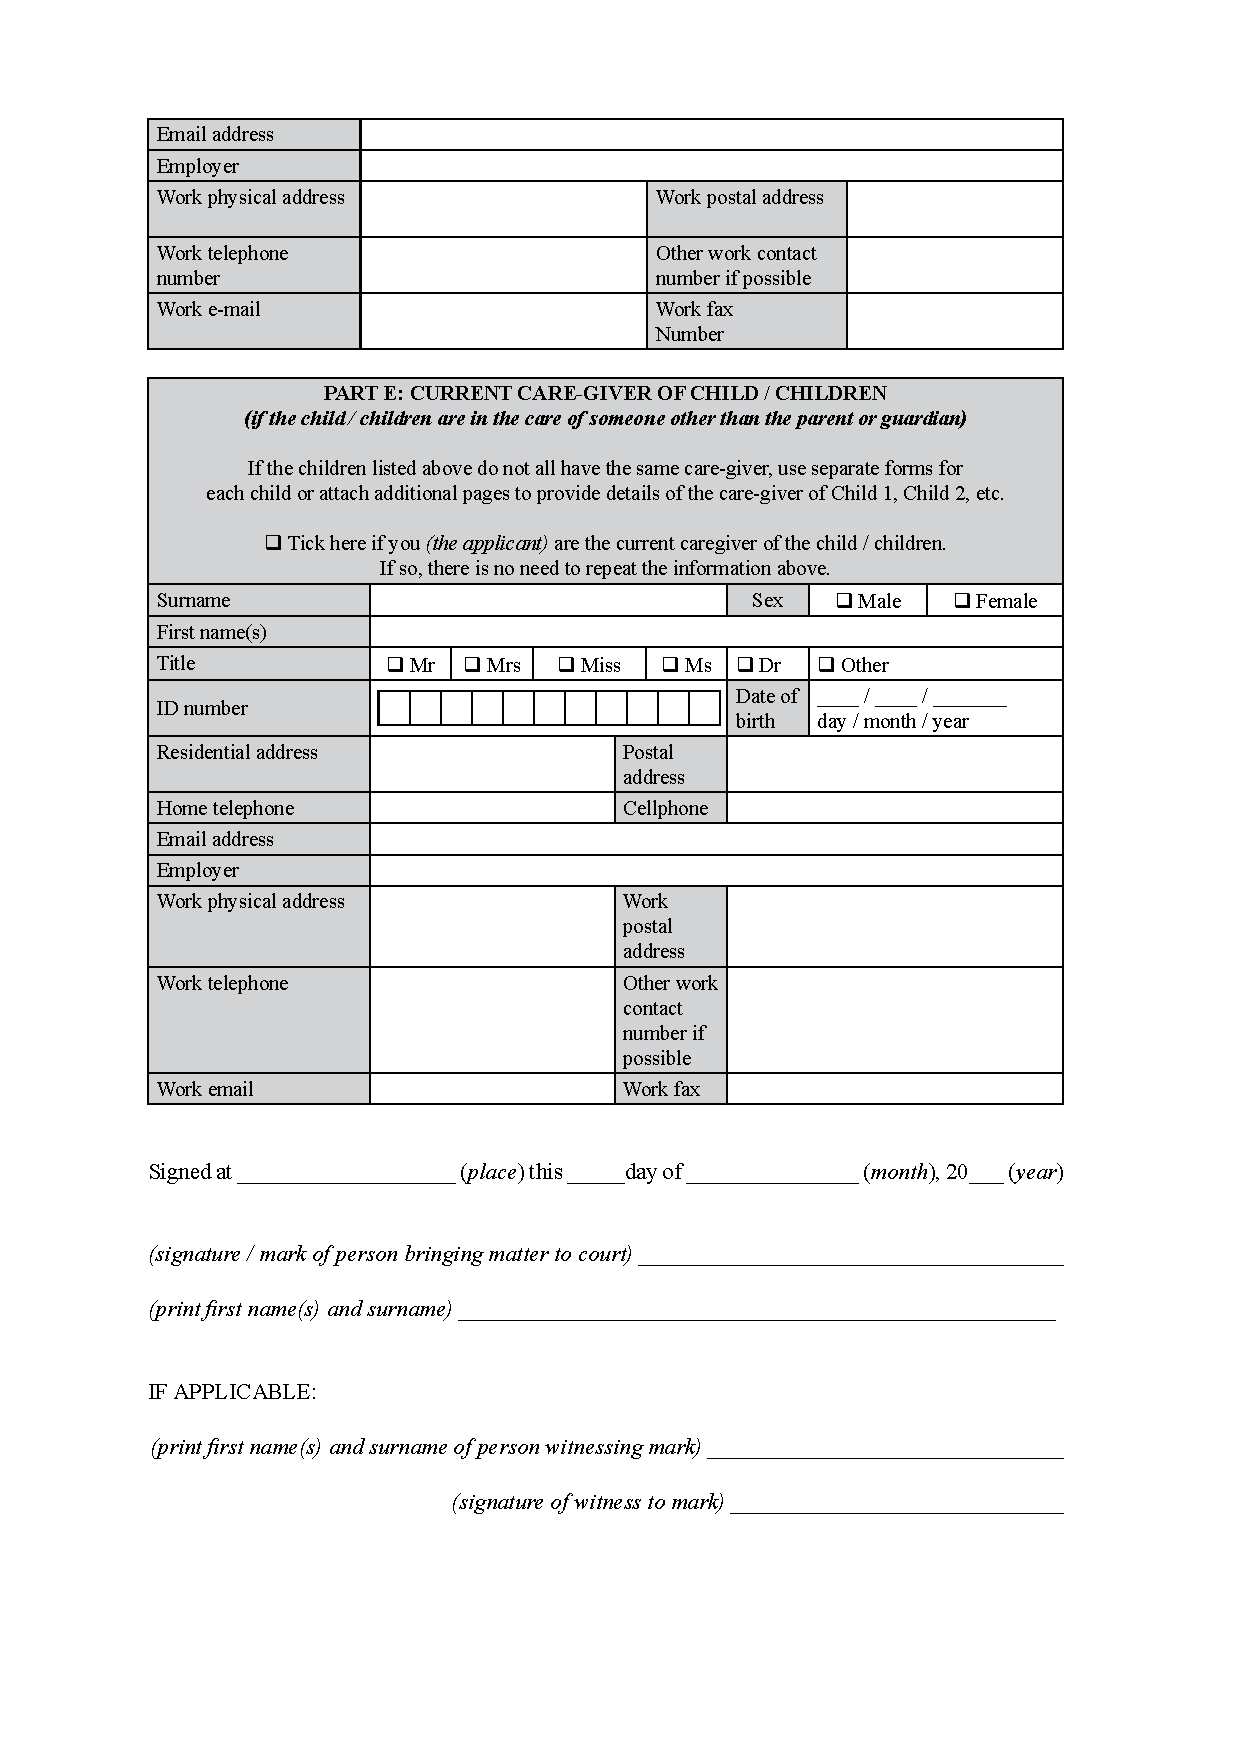 Email address
Employer
Work physical address Work postal address
Work telephone Other work contact
number number if possible
Work e-mail Work fax
Number
PART E: CURRENT CARE-GIVER OF CHILD / CHILDREN
(if the child / children are in the care of someone other than the parent or guardian)
If the children listed above do not all have the same care-giver, use separate forms for
each child or attach additional pages to provide details of the care-giver of Child 1, Child 2, etc.
❑ Tick here if you (the applicant) are the current caregiver of the child / children.
If so, there is no need to repeat the information above.
Surname Sex ❑ Male ❑ Female
First name(s)
Title ❑ Mr ❑ Mrs ❑ Miss ❑ Ms ❑ Dr ❑ Other
ID number Date of ____ / ____ / _______
birth day / month / year
Residential address Postal
address
Home telephone Cellphone
Email address
Employer
Work physical address Work
postal
address
Work telephone Other work
contact
number if
possible
Work email Work fax
Signed at ___________________ (place) this _____day of _______________ (month), 20___ (year)
(signature / mark of person bringing matter to court) _____________________________________
(print first name(s) and surname) ____________________________________________________
IF APPLICABLE:
(print first name(s) and surname of person witnessing mark) _______________________________
(signature of witness to mark) _____________________________